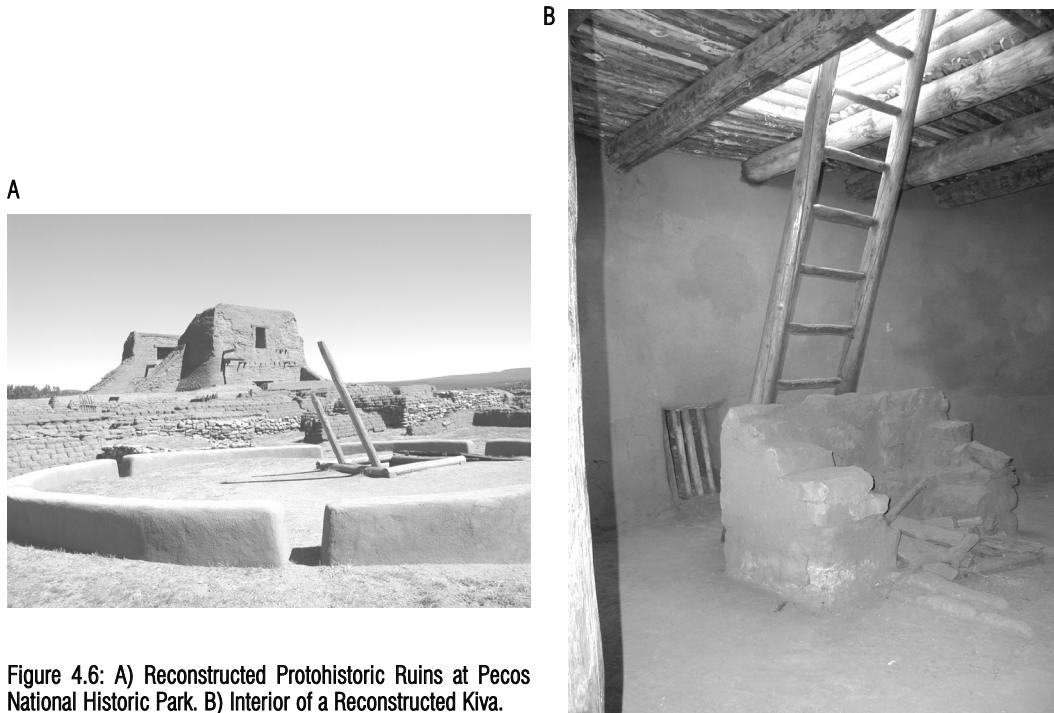 B
A
Figure 4.6: A) Reconstructed Protohistoric Ruins at Pecos
National Historic Park. B) Interior of a Reconstructed Kiva.